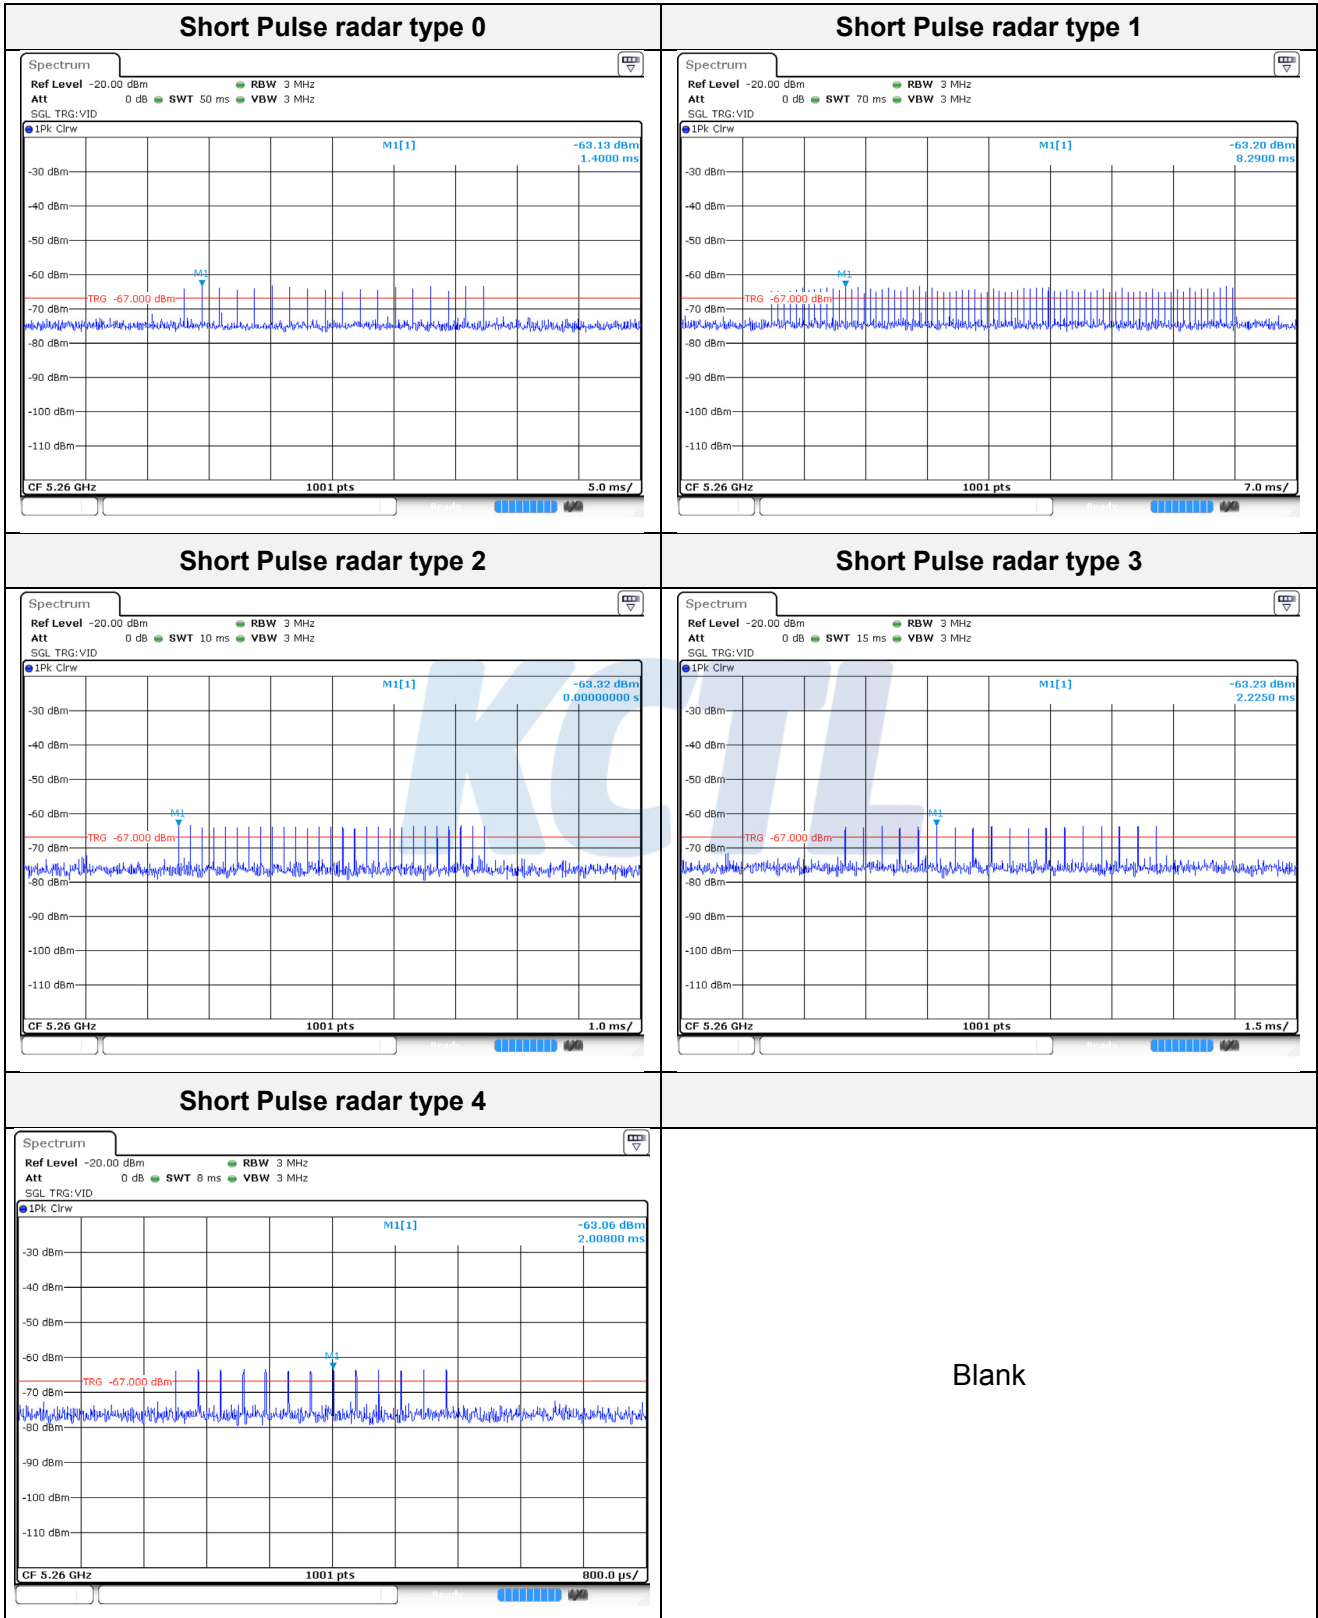 Short Pulse radar type 0
Short Pulse radar type 1
Spectrum
Ref Level -20.00 dBm RBW 3 MHz
Att 0 dB SWT 50 ms VBW 3 MHz
SGL TRG:VID
1Pk Clrw
M1[1] -63.13 dBm
1.4000 ms
-30 dBm
-40 dBm
-50 dBm
-60 dBm
M1
TRG -67.000 dBm
-70 dBm
-80 dBm
-90 dBm
-100 dBm
-110 dBm
CF 5.26 GHz 1001 pts 5.0 ms/
Ready
Spectrum
Ref Level -20.00 dBm RBW 3 MHz
Att 0 dB SWT 70 ms VBW 3 MHz
SGL TRG:VID
1Pk Clrw
M1[1] -63.20 dBm
8.2900 ms
-30 dBm
-40 dBm
-50 dBm
-60 dBm
M1
TRG -67.000 dBm
-70 dBm
-80 dBm
-90 dBm
-100 dBm
-110 dBm
CF 5.26 GHz 1001 pts 7.0 ms/
Ready
Short Pulse radar type 2
Short Pulse radar type 3
Spectrum
Ref Level -20.00 dBm RBW 3 MHz
Att 0 dB SWT 10 ms VBW 3 MHz
SGL TRG:VID
1Pk Clrw
M1[1] -63.32 dBm
0.00000000 s
-30 dBm
-40 dBm
-50 dBm
-60 dBm
M1
TRG -67.000 dBm
-70 dBm
-80 dBm
-90 dBm
-100 dBm
-110 dBm
CF 5.26 GHz 1001 pts 1.0 ms/
Ready
Spectrum
Ref Level -20.00 dBm RBW 3 MHz
Att 0 dB SWT 15 ms VBW 3 MHz
SGL TRG:VID
1Pk Clrw
M1[1] -63.23 dBm
2.2250 ms
-30 dBm
-40 dBm
-50 dBm
-60 dBm
M1
TRG -67.000 dBm
-70 dBm
-80 dBm
-90 dBm
-100 dBm
-110 dBm
CF 5.26 GHz 1001 pts 1.5 ms/
Ready
KCTL
Short Pulse radar type 4
Spectrum
Ref Level -20.00 dBm RBW 3 MHz
Att 0 dB SWT 8 ms VBW 3 MHz
SGL TRG:VID
1Pk Clrw
M1[1] -63.06 dBm
2.00800 ms
-30 dBm
-40 dBm
-50 dBm
-60 dBm
M1
TRG -67.000 dBm
-70 dBm
-80 dBm
-90 dBm
-100 dBm
-110 dBm
CF 5.26 GHz 1001 pts 800.0 µs/
Ready
Blank